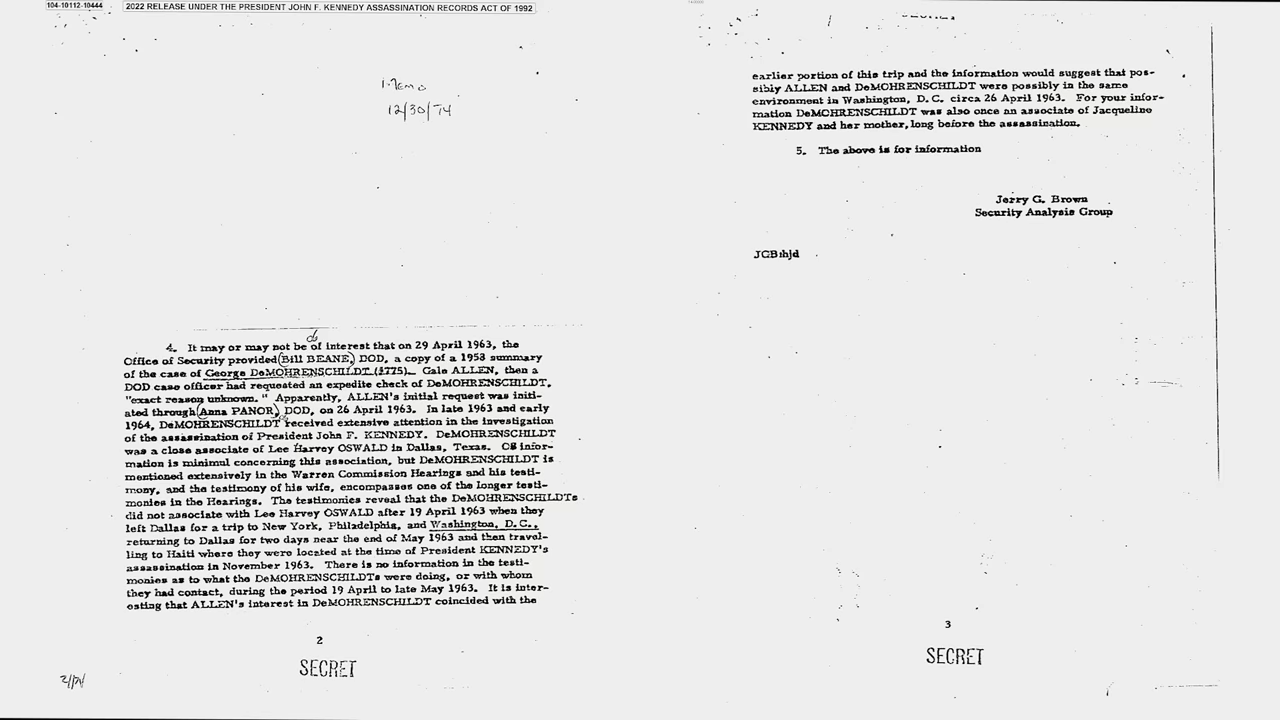 104-10112-10444
2022 RELEASE UNDER THE PRESIDENT JOHN F. KENNEDY ASSASSINATION RECORDS ACT OF 1992
Memo
12/30/74
4. It may or may not be of interest that on 29 April 1963, the
Office of Security provided (Bill BEANE,) DOD, a copy of a 1958 summary
of the case of George DeMOHRENSCHILDT (1775). Gale ALLEN, then a
DOD case officer had requested an expedite check of DeMOHRENSCHILDT,
"exact reason unknown." Apparently, ALLEN's initial request was initi-
ated through (Anna PANOR,) DOD, on 26 April 1963. In late 1963 and early
1964, DeMOHRENSCHILDT received extensive attention in the investigation
of the assassination of President John F. KENNEDY. DeMOHRENSCHILDT
was a close associate of Lee Harvey OSWALD in Dallas, Texas. OS infor-
mation is minimul concerning this association, but DeMOHRENSCHILDT is
mentioned extensively in the Warren Commission Hearings and his testi-
mony, and the testimony of his wife, encompasses one of the longer testi-
monies in the Hearings. The testimonies reveal that the DeMOHRENSCHILDTs
did not associate with Lee Harvey OSWALD after 19 April 1963 when they
left Dallas for a trip to New York, Philadelphia, and Washington, D.C.,
returning to Dallas for two days near the end of May 1963 and then travel-
ling to Haiti where they were located at the time of President KENNEDY's
assassination in November 1963. There is no information in the testi-
monies as to what the DeMOHRENSCHILDTs were doing, or with whom
they had contact, during the period 19 April to late May 1963. It is inter-
esting that ALLEN's interest in DeMOHRENSCHILDT coincided with the
2
SECRET
earlier portion of this trip and the information would suggest that pos-
sibly ALLEN and DeMOHRENSCHILDT were possibly in the same
environment in Washington, D.C. circa 26 April 1963. For your infor-
mation DeMOHRENSCHILDT was also once an associate of Jacqueline
KENNEDY and her mother, long before the assassination.
5. The above is for information
Jerry G. Brown
Security Analysis Group
JGB:hjd
3
SECRET